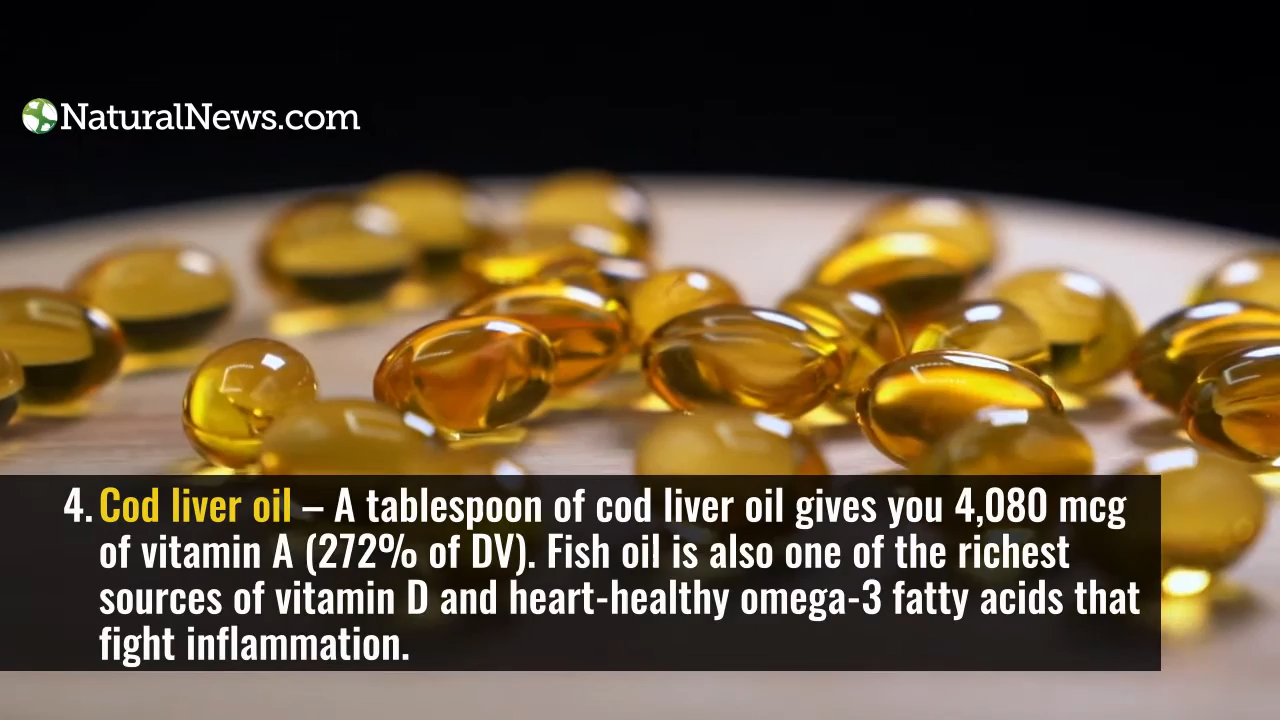 NaturalNews.com
4. Cod liver oil – A tablespoon of cod liver oil gives you 4,080 mcg
of vitamin A (272% of DV). Fish oil is also one of the richest
sources of vitamin D and heart-healthy omega-3 fatty acids that
fight inflammation.